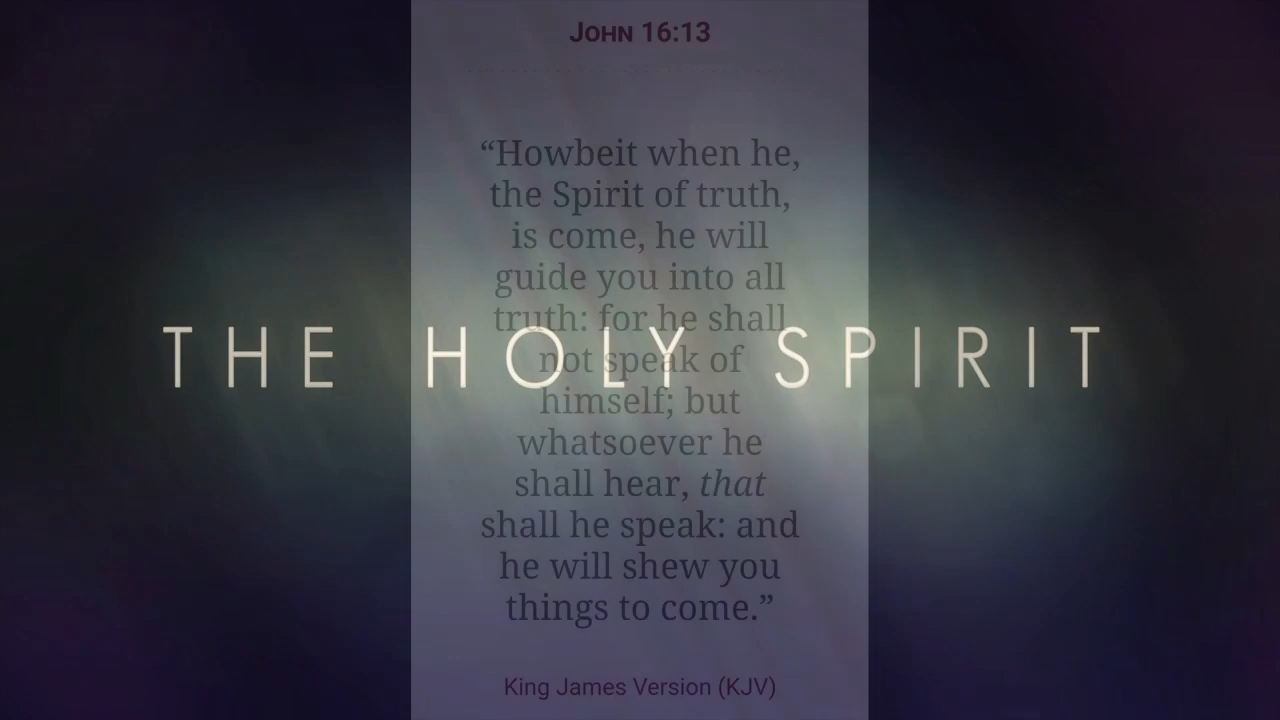 John 16:13
“Howbeit when he,
the Spirit of truth,
is come, he will
guide you into all
truth: for he shall
THE HOLY SPIRIT
not speak of
himself; but
whatsoever he
shall hear, that
shall he speak: and
he will shew you
things to come.”
King James Version (KJV)